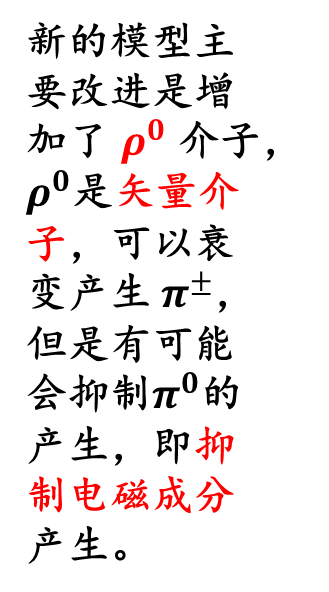 新的模型主
要改进是增
加了 ρ⁰ 介子，
ρ⁰是矢量介
子，可以衰
变产生 π±，
但是有可能
会抑制π⁰的
产生，即抑
制电磁成分
产生。